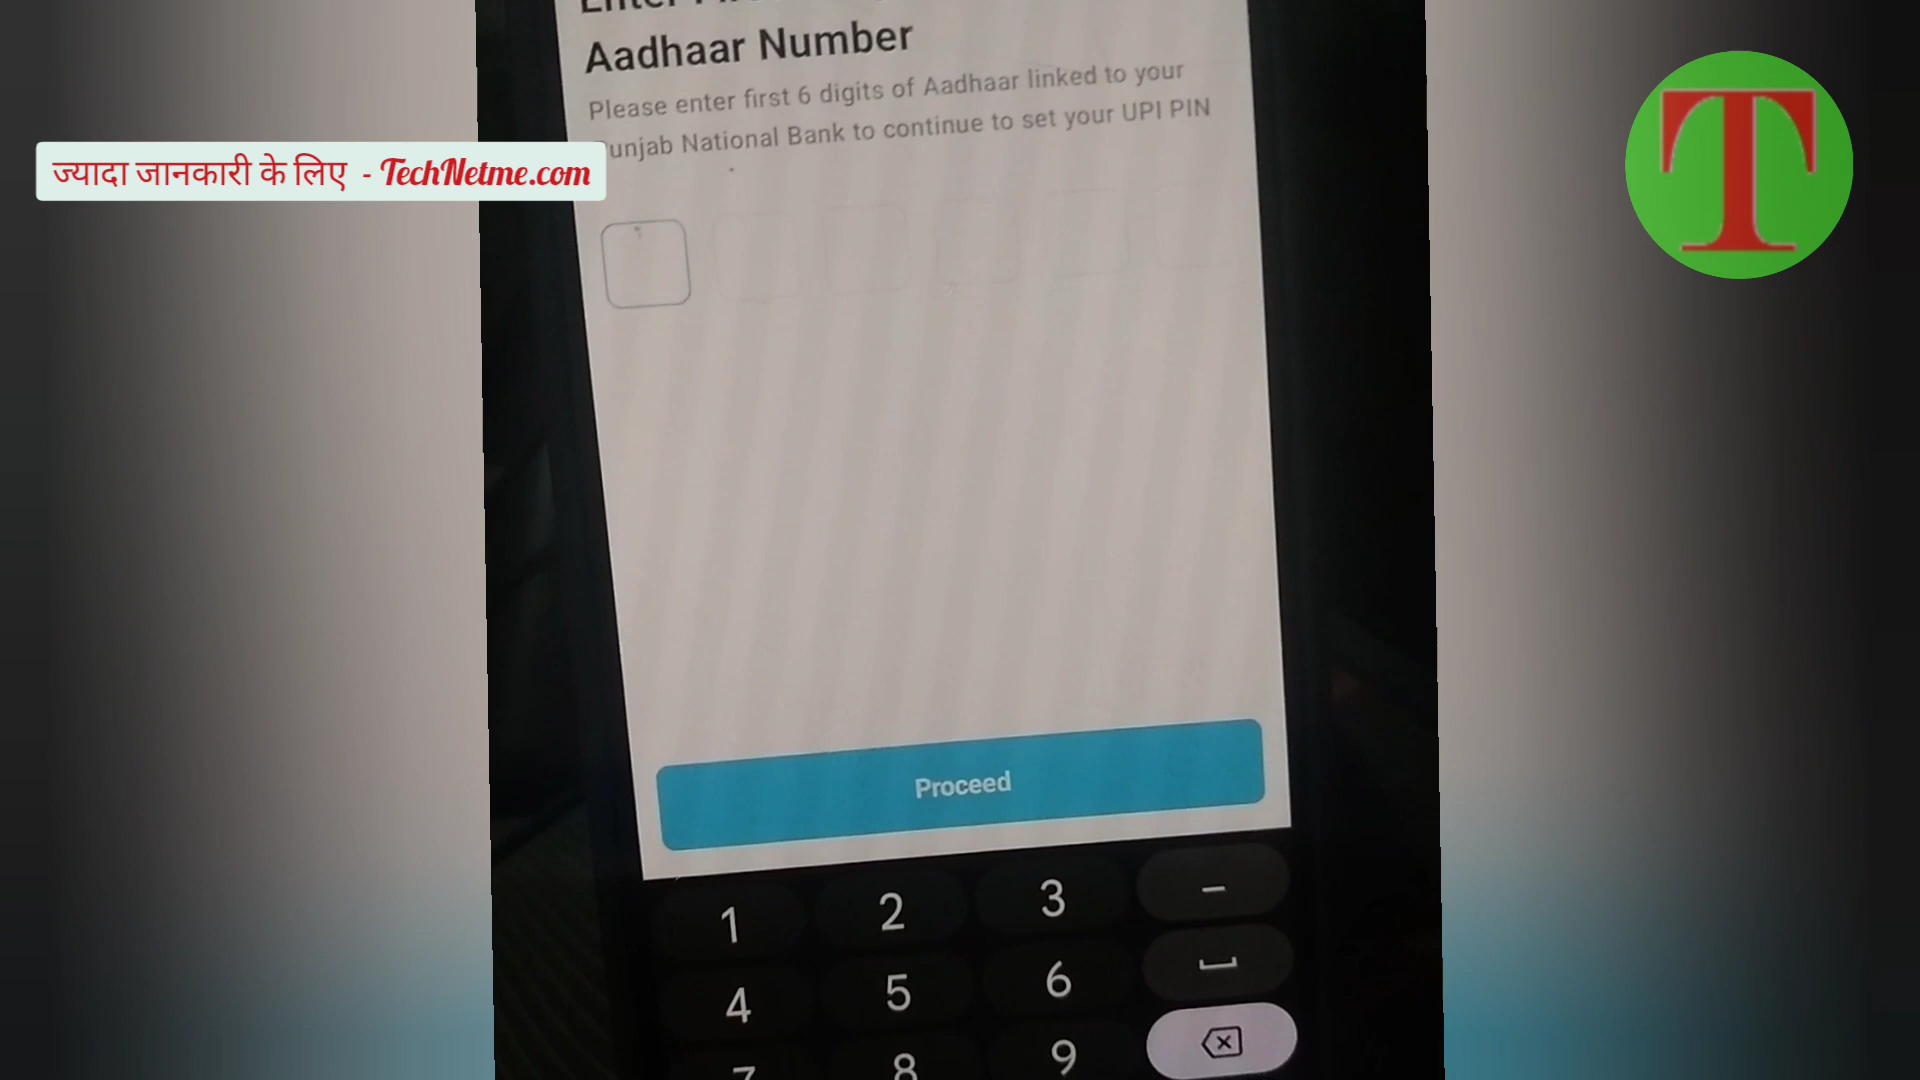 Aadhaar Number
Please enter first 6 digits of Aadhaar linked to your
unjab National Bank to continue to set your UPI PIN
ज्यादा जानकारी के लिए - TechNetme.com
T
Proceed
1 2 3 -
4 5 6
7 8 9